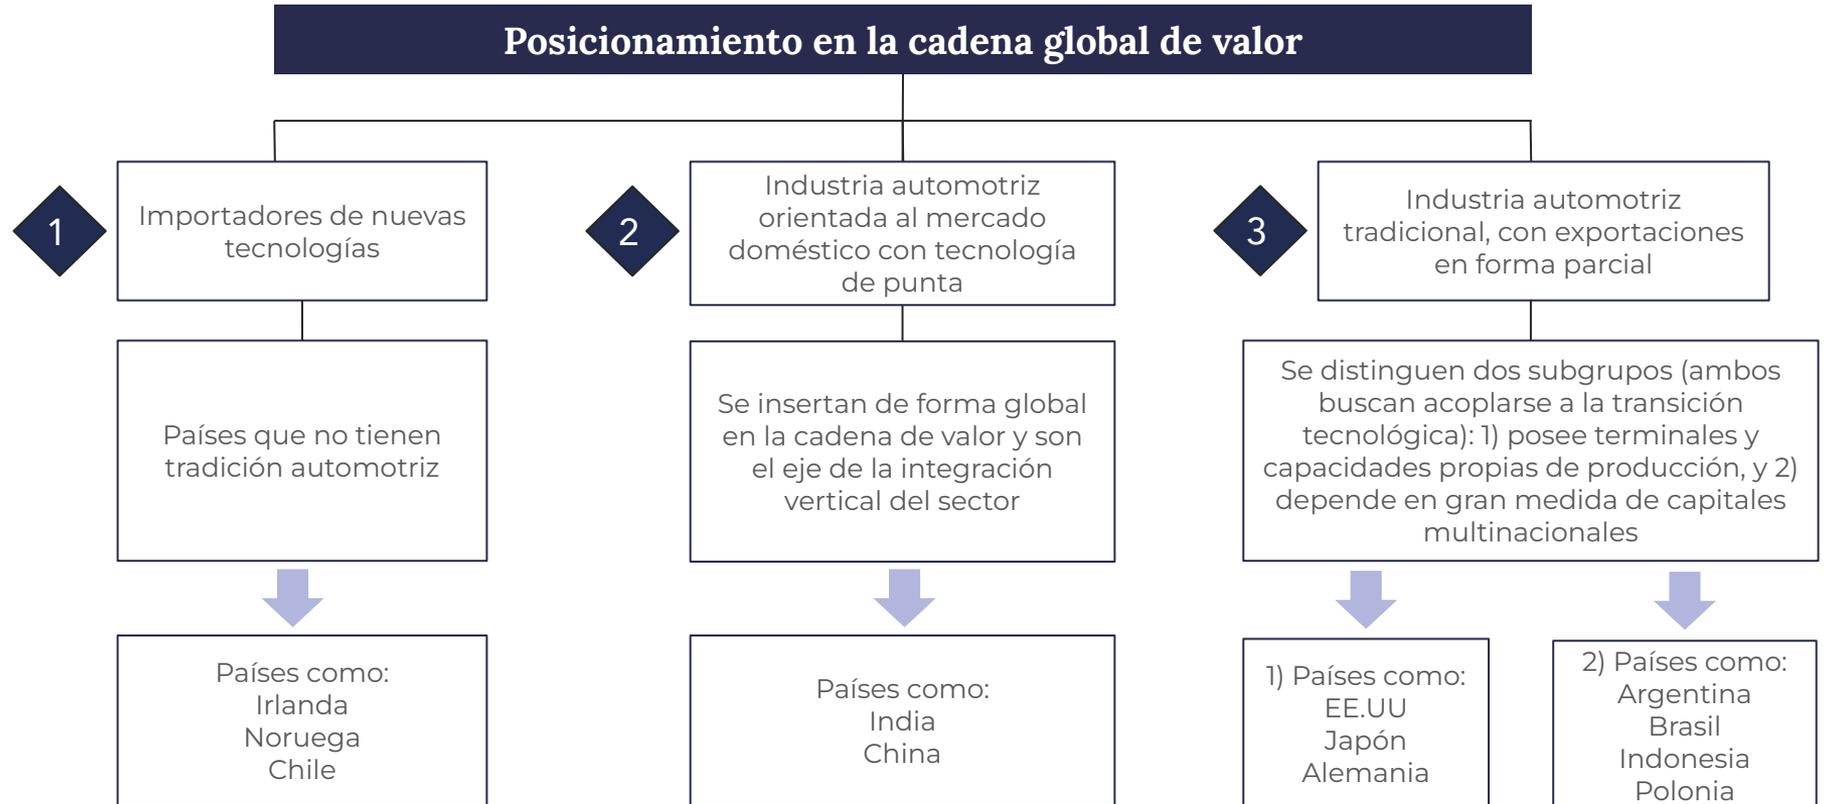 Posicionamiento en la cadena global de valor
1
Importadores de nuevas
tecnologías
Países que no tienen
tradición automotriz
Países como:
Irlanda
Noruega
Chile
2
Industria automotriz
orientada al mercado
doméstico con tecnología
de punta
Se insertan de forma global
en la cadena de valor y son
el eje de la integración
vertical del sector
Países como:
India
China
3
Industria automotriz
tradicional, con exportaciones
en forma parcial
Se distinguen dos subgrupos (ambos
buscan acoplarse a la transición
tecnológica): 1) posee terminales y
capacidades propias de producción, y 2)
depende en gran medida de capitales
multinacionales
1) Países como:
EE.UU
Japón
Alemania
2) Países como:
Argentina
Brasil
Indonesia
Polonia